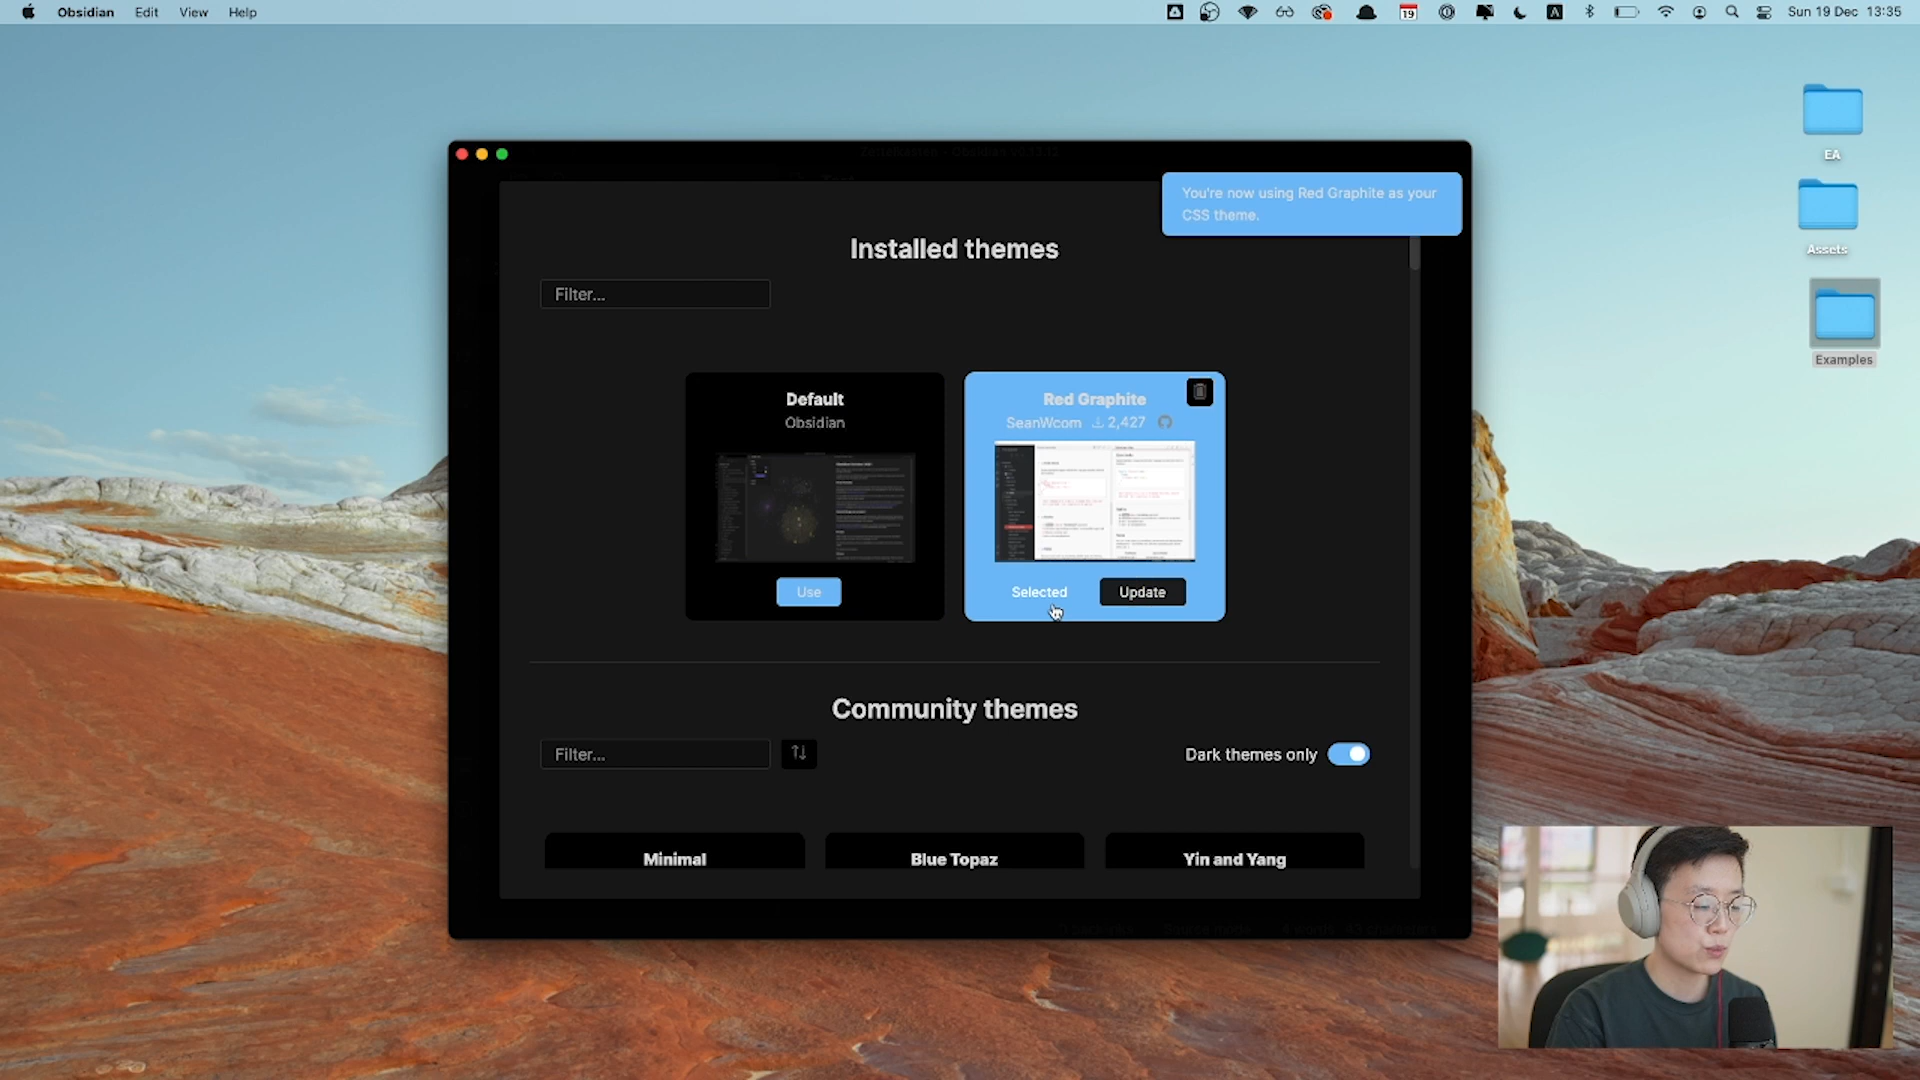 Obsidian Edit View Help
19
A
Sun 19 Dec 13:35
EA
Assets
Examples
You're now using Red Graphite as your
CSS theme.
Installed themes
Filter...
Default
Obsidian
Use
Red Graphite
SeanWcom 2,427
Selected
Update
Community themes
Filter...
Dark themes only
Minimal
Blue Topaz
Yin and Yang